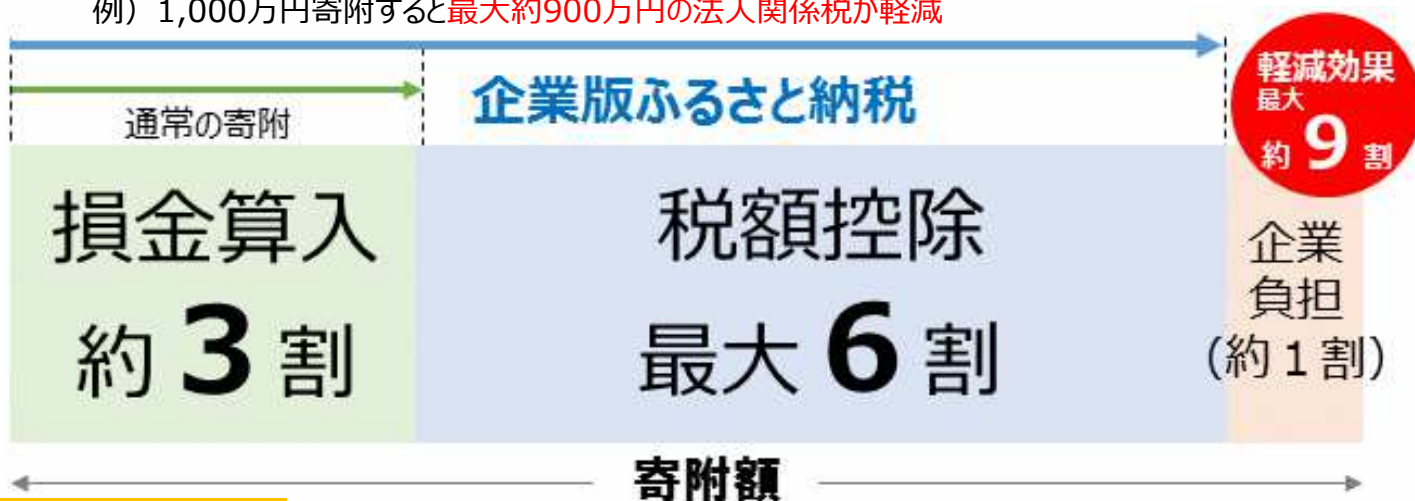 例）1,000万円寄附すると最大約900万円の法人関係税が軽減
通常の寄附
企業版ふるさと納税
軽減効果
最大
約9割
損金算入
約3割
税額控除
最大6割
企業
負担
（約１割）
寄附額